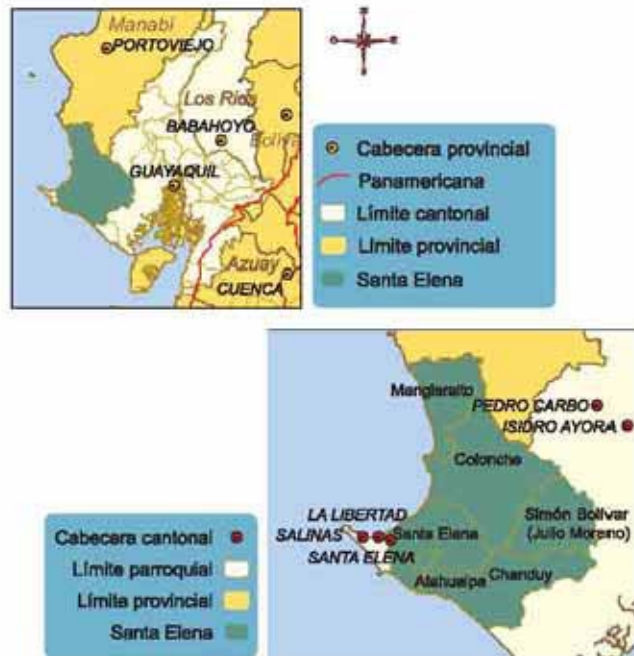 Manabí
PORTOVIEJO
Los Ríos
BABAHOYO
Bolívar
GUAYAQUIL
Azuay
CUENCA
Cabecera provincial
Panamericana
Límite cantonal
Límite provincial
Santa Elena
Manglaralto
PEDRO CARBO
ISIDRO AYORA
Colonche
LA LIBERTAD
SALINAS
Santa Elena
SANTA ELENA
Simón Bolívar
(Julio Moreno)
Atahualpa
Chanduy
Cabecera cantonal
Límite parroquial
Límite provincial
Santa Elena